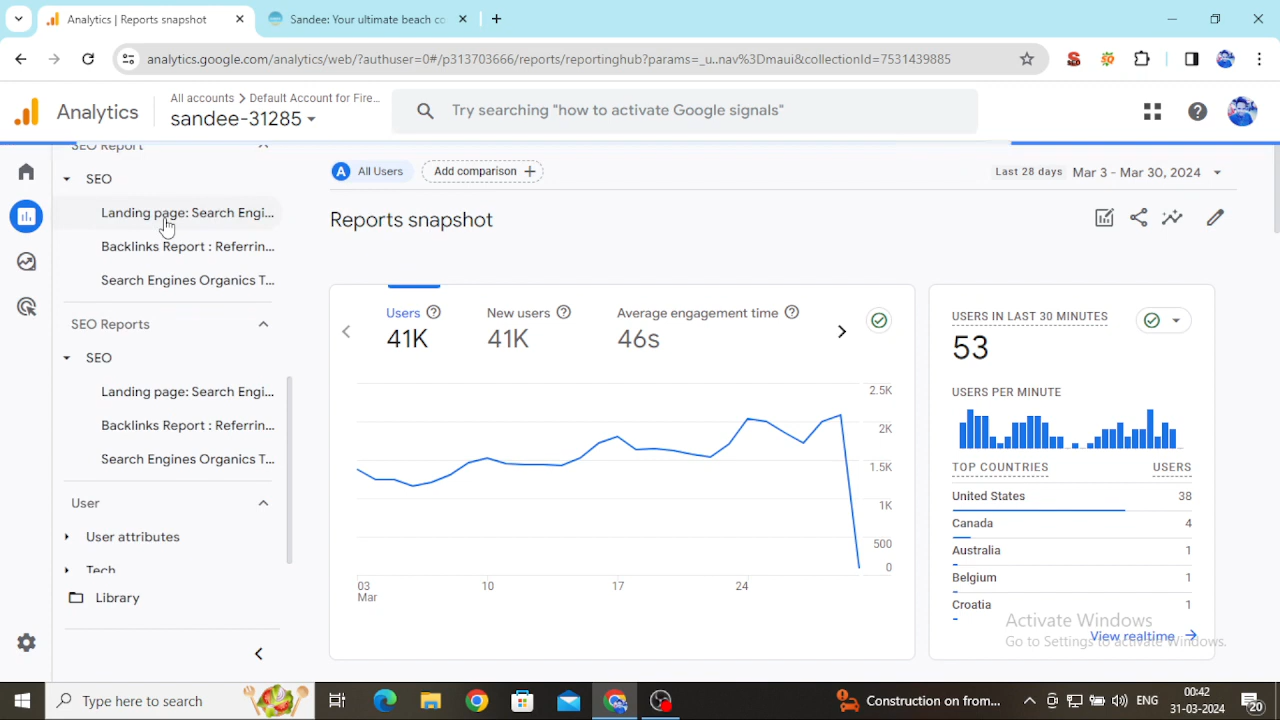 Analytics | Reports snapshot
Sandee: Your ultimate beach co
analytics.google.com/analytics/web/?authuser=0#/p313703666/reports/reportinghub?params=_u..nav%3Dmaui&collectionId=7531439885
Analytics
All accounts > Default Account for Fire...
sandee-31285
Try searching "how to activate Google signals"
SEO Report
SEO
Landing page: Search Engi...
Backlinks Report : Referrin...
Search Engines Organics T...
SEO Reports
SEO
Landing page: Search Engi...
Backlinks Report : Referrin...
Search Engines Organics T...
User
User attributes
Tech
Library
A All Users
Add comparison +
Last 28 days Mar 3 - Mar 30, 2024
Reports snapshot
Users
41K
New users
41K
Average engagement time
46s
2.5K
2K
1.5K
1K
500
0
03
Mar
10
17
24
USERS IN LAST 30 MINUTES
53
USERS PER MINUTE
TOP COUNTRIES USERS
United States 38
Canada 4
Australia 1
Belgium 1
Croatia 1
View realtime
Activate Windows
Go to Settings to activate Windows.
Type here to search
Construction on from...
ENG
00:42
31-03-2024
20